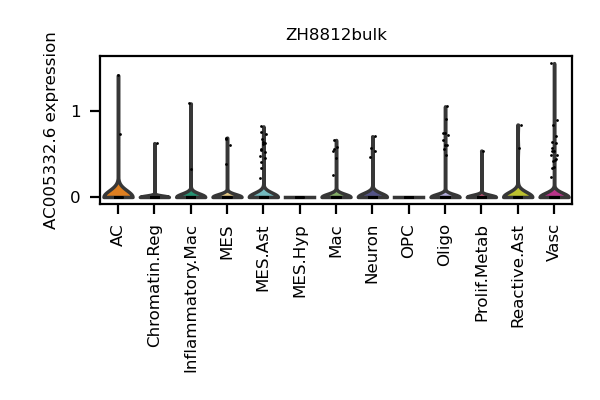 ZH8812bulk
AC005332.6 expression
1
0
AC
Chromatin.Reg
Inflammatory.Mac
MES
MES.Ast
MES.Hyp
Mac
Neuron
OPC
Oligo
Prolif.Metab
Reactive.Ast
Vasc